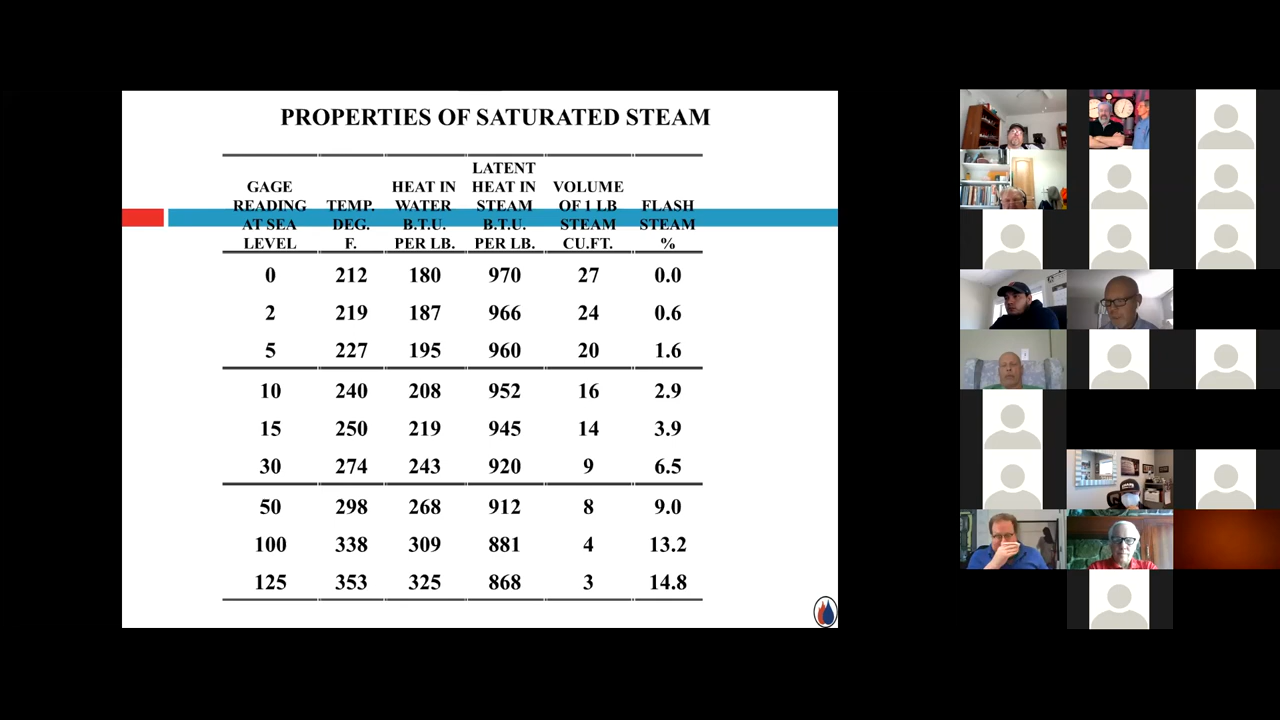 PROPERTIES OF SATURATED STEAM
GAGE READING AT SEA LEVEL TEMP. DEG. F. HEAT IN WATER B.T.U. PER LB. LATENT HEAT IN STEAM B.T.U. PER LB. VOLUME OF 1 LB STEAM CU.FT. FLASH STEAM %
0 212 180 970 27 0.0
2 219 187 966 24 0.6
5 227 195 960 20 1.6
10 240 208 952 16 2.9
15 250 219 945 14 3.9
30 274 243 920 9 6.5
50 298 268 912 8 9.0
100 338 309 881 4 13.2
125 353 325 868 3 14.8